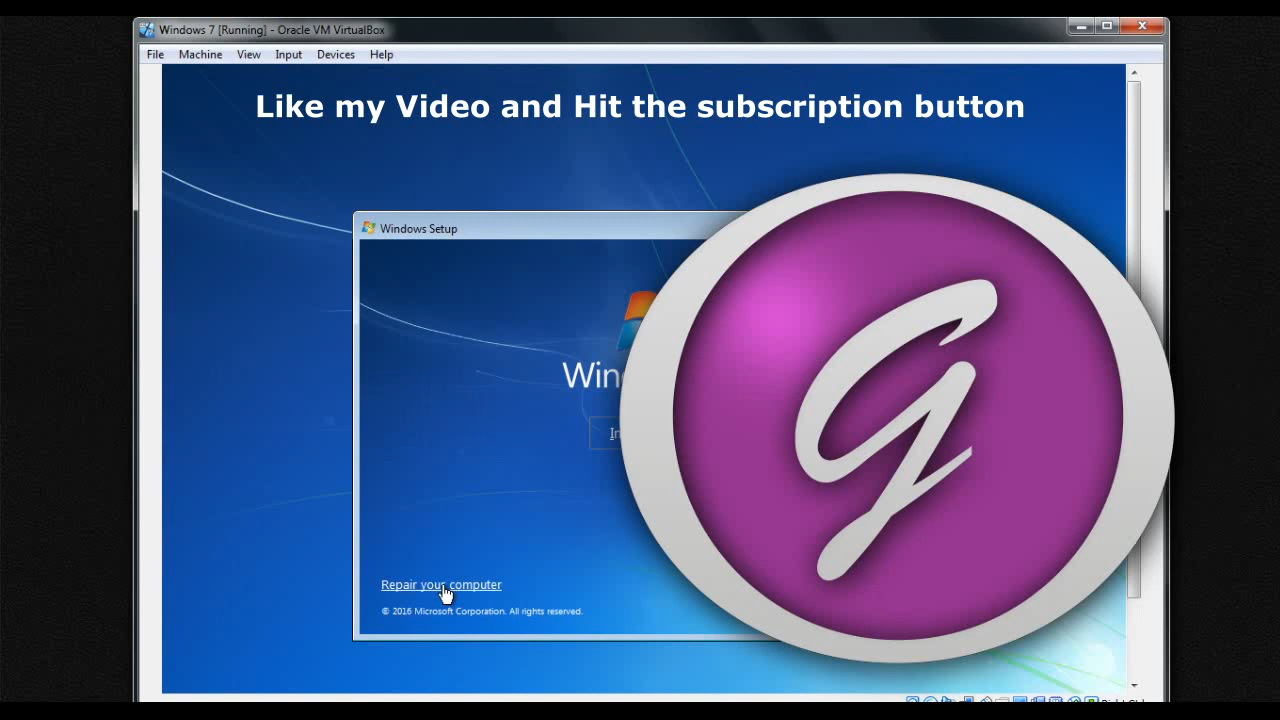 Windows 7 [Running] - Oracle VM VirtualBox
File Machine View Input Devices Help
Like my Video and Hit the subscription button
Windows Setup
g
Repair your computer
© 2016 Microsoft Corporation. All rights reserved.